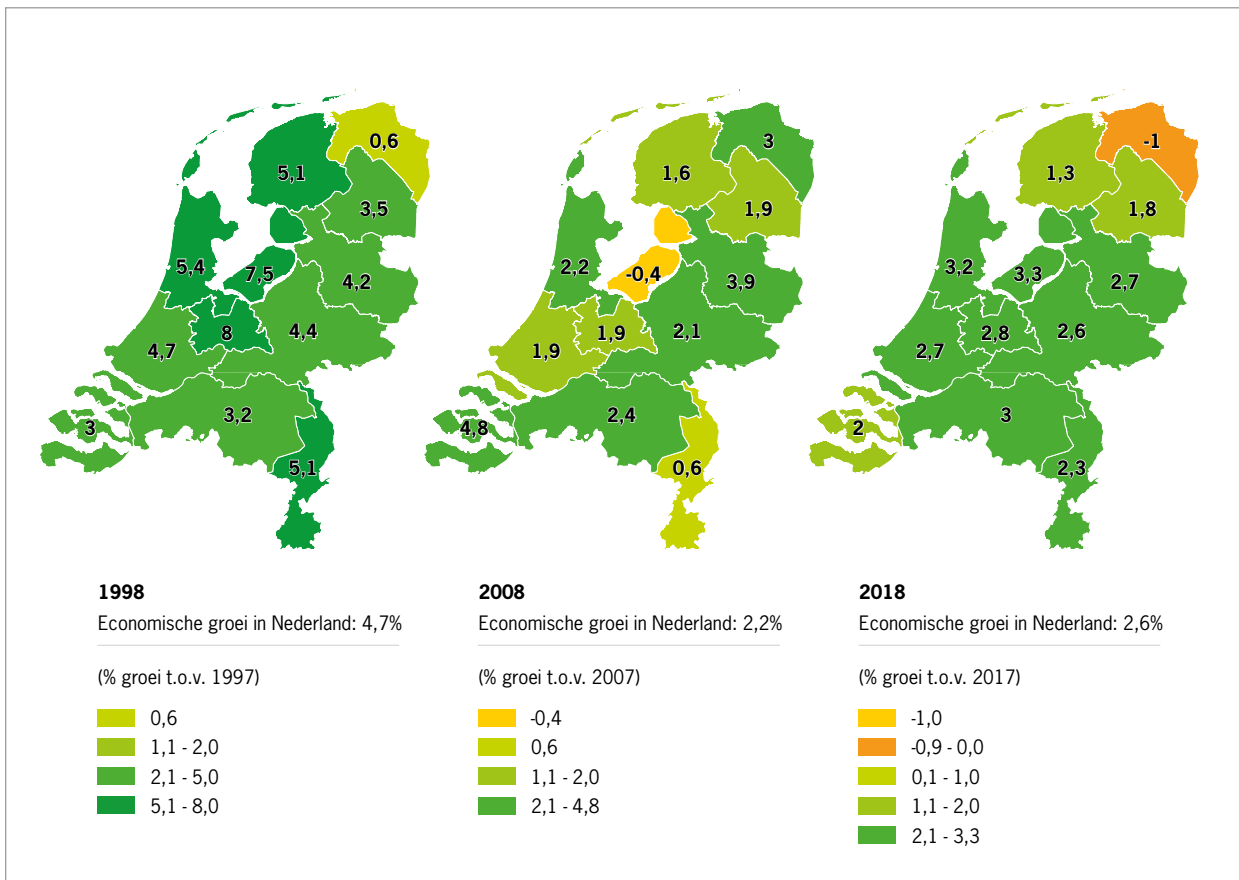 0,6
5,1
3,5
5,4
7,5
4,2
8
4,4
4,7
3,2
3
5,1
3
1,6
1,9
2,2
-0,4
3,9
1,9
2,1
1,9
2,4
4,8
0,6
-1
1,3
1,8
3,2
3,3
2,7
2,8
2,6
2,7
3
2
2,3
1998
Economische groei in Nederland: 4,7%
(% groei t.o.v. 1997)
0,6
1,1 - 2,0
2,1 - 5,0
5,1 - 8,0
2008
Economische groei in Nederland: 2,2%
(% groei t.o.v. 2007)
-0,4
0,6
1,1 - 2,0
2,1 - 4,8
2018
Economische groei in Nederland: 2,6%
(% groei t.o.v. 2017)
-1,0
-0,9 - 0,0
0,1 - 1,0
1,1 - 2,0
2,1 - 3,3